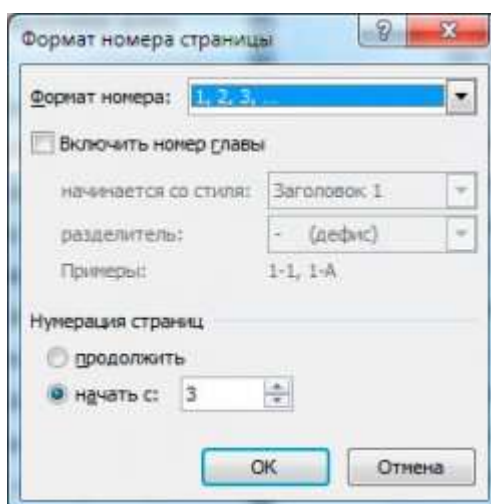 Формат номера страницы
Формат номера: 1, 2, 3, ...
Включить номер главы
начинается со стиля: Заголовок 1
разделитель: - (дефис)
Примеры: 1-1, 1-A
Нумерация страниц
продолжить
начать с: 3
ОК Отмена